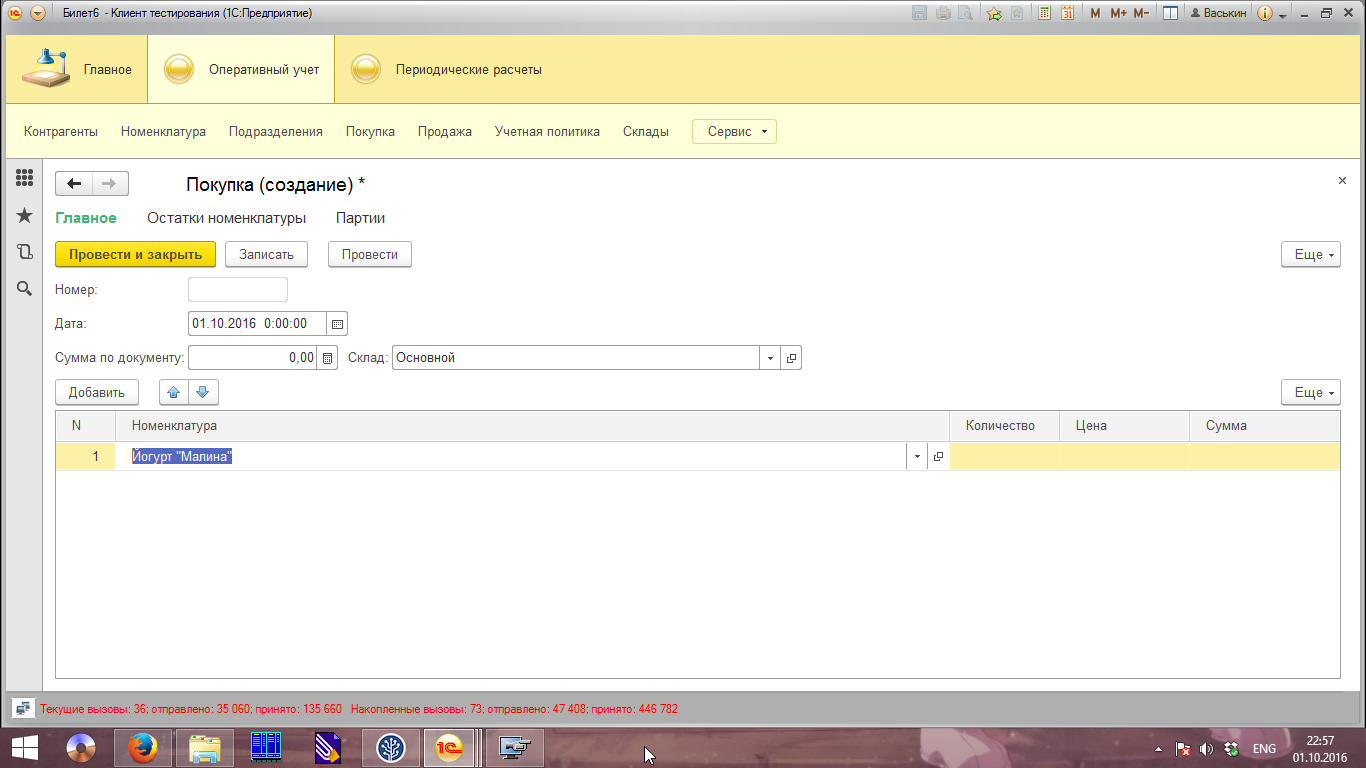 Билет6 - Клиент тестирования (1С:Предприятие) 31 M M+ M- Васькин
Главное Оперативный учет Периодические расчеты
Контрагенты Номенклатура Подразделения Покупка Продажа Учетная политика Склады Сервис
Покупка (создание) *
Главное Остатки номенклатуры Партии
Провести и закрыть Записать Провести Еще
Номер:
Дата: 01.10.2016 0:00:00
Сумма по документу: 0,00 Склад: Основной
Добавить Еще
N Номенклатура Количество Цена Сумма
1 Йогурт "Малина"
Текущие вызовы: 36; отправлено: 35 060; принято: 135 660 Накопленные вызовы: 73; отправлено: 47 408; принято: 446 782
1С ENG 22:57
01.10.2016